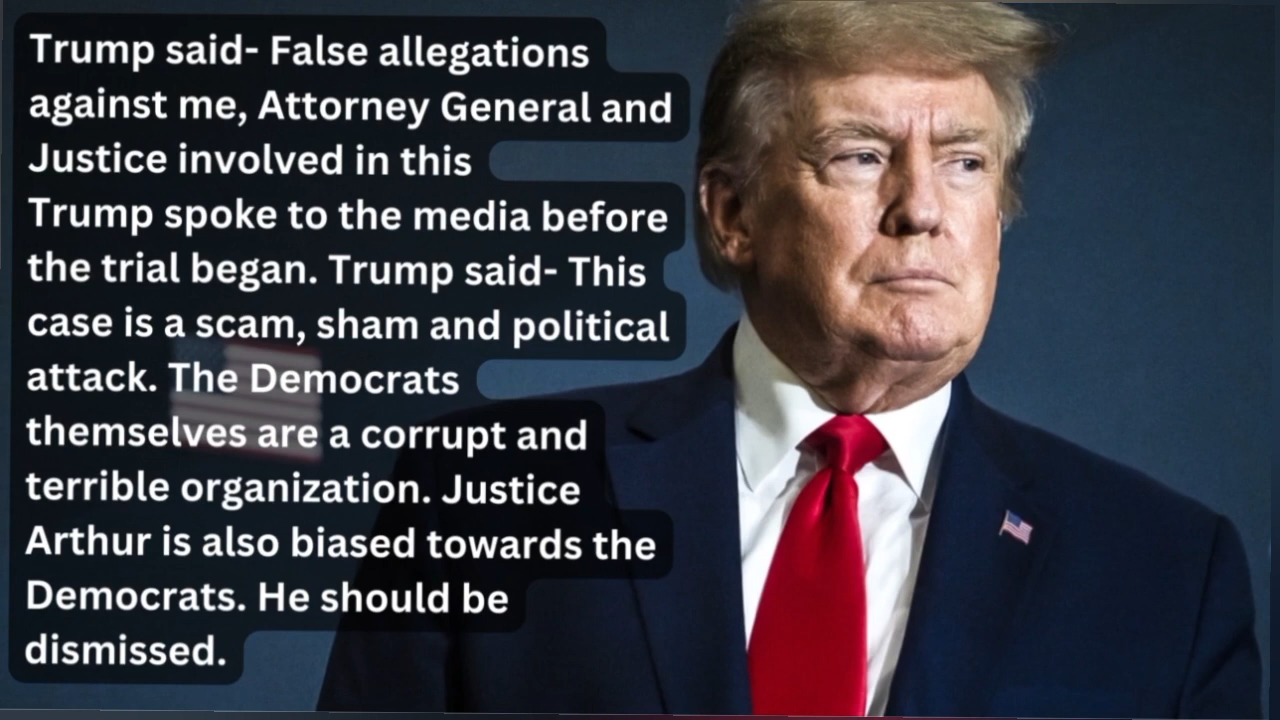 Trump said- False allegations
against me, Attorney General and
Justice involved in this
Trump spoke to the media before
the trial began. Trump said- This
case is a scam, sham and political
attack. The Democrats
themselves are a corrupt and
terrible organization. Justice
Arthur is also biased towards the
Democrats. He should be
dismissed.